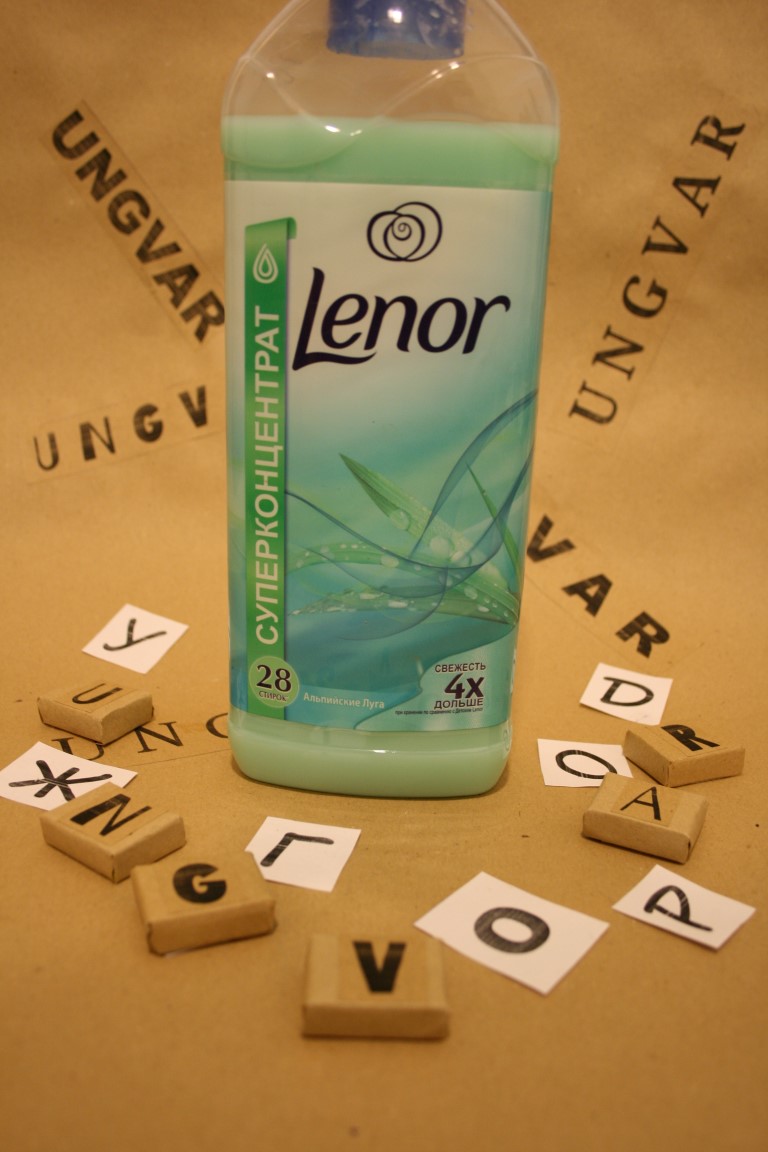 UNGVAR
UNGVAR
UNGV
VAR
UNG
Lenor
СУПЕРКОНЦЕНТРАТ
28
СТИРОК
Альпийские Луга
СВЕЖЕСТЬ
4X
ДОЛЬШЕ
У
Ж
Г
О
Р
О
D
U
N
G
V
A
R